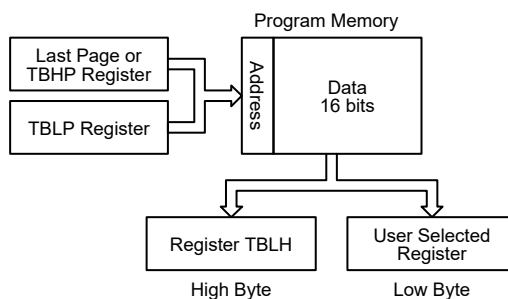 Program Memory
Last Page or
TBHP Register
TBLP Register
Address
Data
16 bits
Register TBLH
User Selected
Register
High Byte
Low Byte